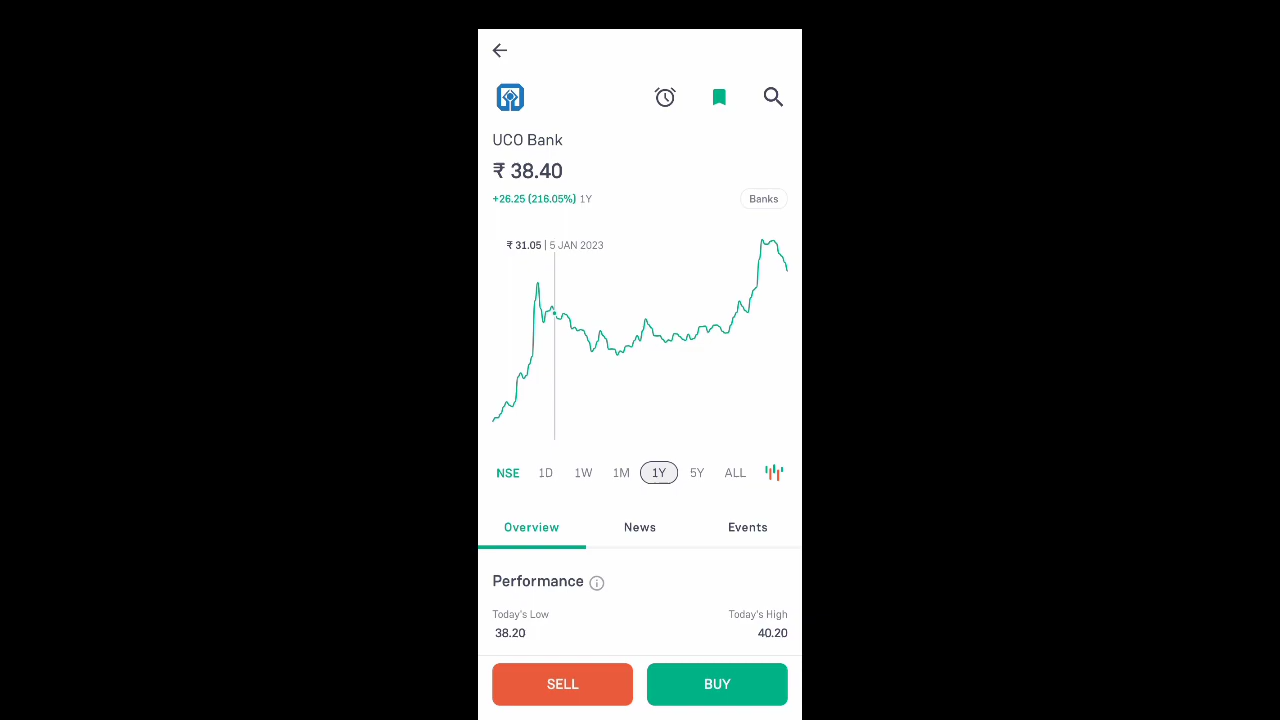 UCO Bank
₹ 38.40
+26.25 (216.05%) 1Y
Banks
₹ 31.05 | 5 JAN 2023
NSE 1D 1W 1M 1Y 5Y ALL
Overview News Events
Performance
Today's Low Today's High
38.20 40.20
SELL BUY